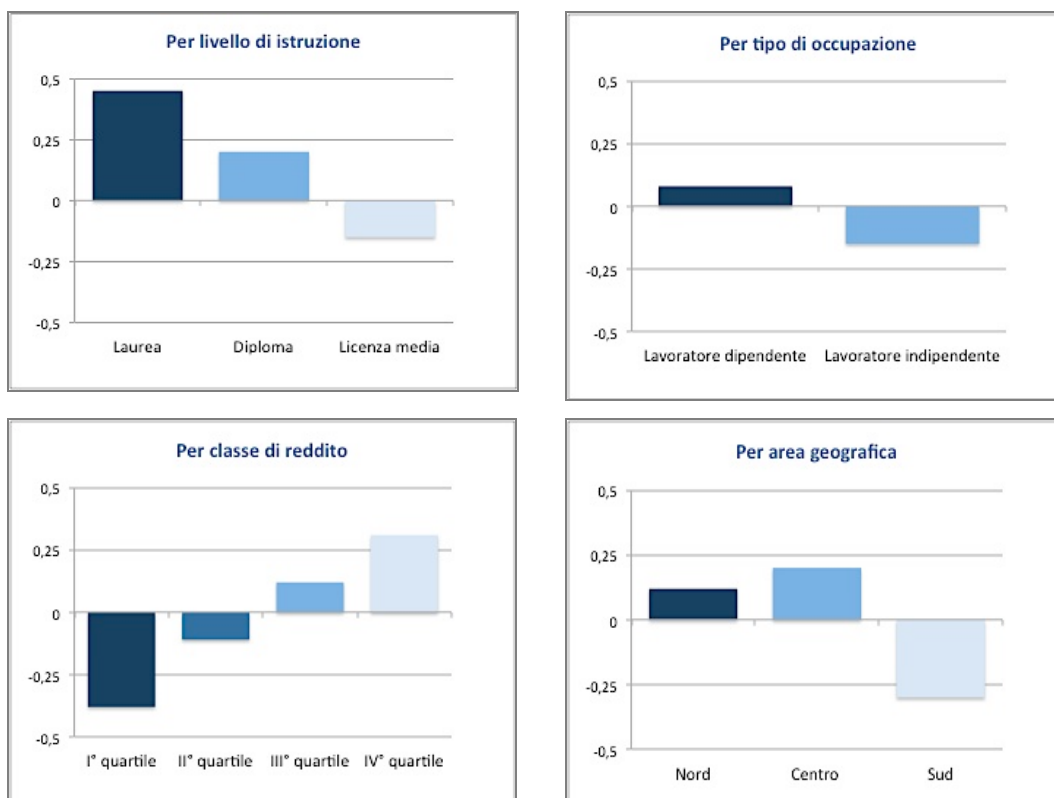 Per livello di istruzione
0,5
0,25
0
-0,25
-0,5
Laurea Diploma Licenza media
Per tipo di occupazione
0,5
0,25
0
-0,25
-0,5
Lavoratore dipendente Lavoratore indipendente
Per classe di reddito
0,5
0,25
0
-0,25
-0,5
I° quartile II° quartile III° quartile IV° quartile
Per area geografica
0,5
0,25
0
-0,25
-0,5
Nord Centro Sud